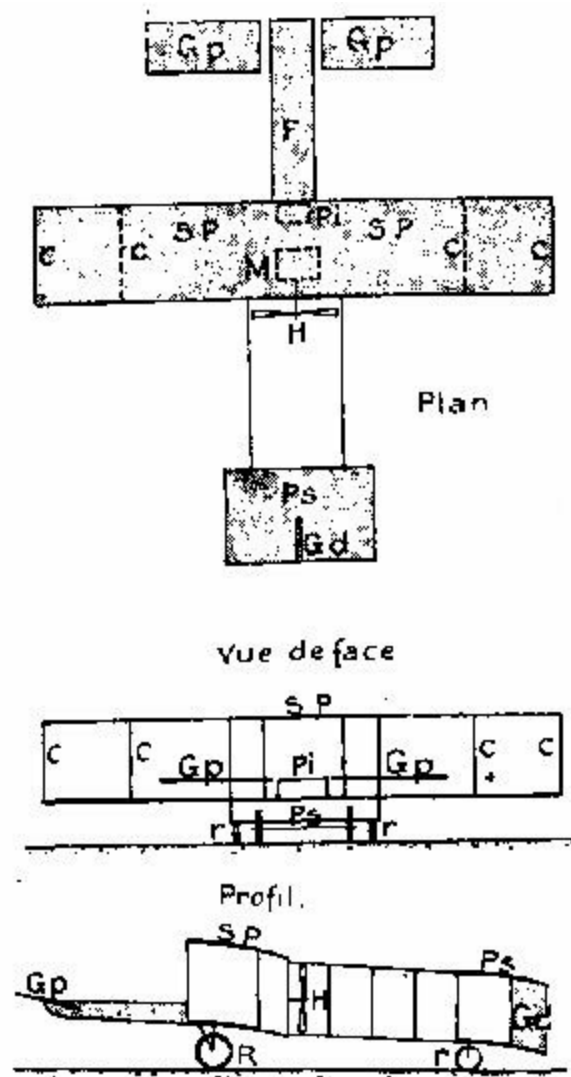 Gp Gp
F
SP Pi SP
C C M C C
H
Plan
Ps
Gd
Vue de face
SP
C C C C
Gp Pi Gp
r Ps r
Profil.
SP
Gp Ps
H Gd
R r